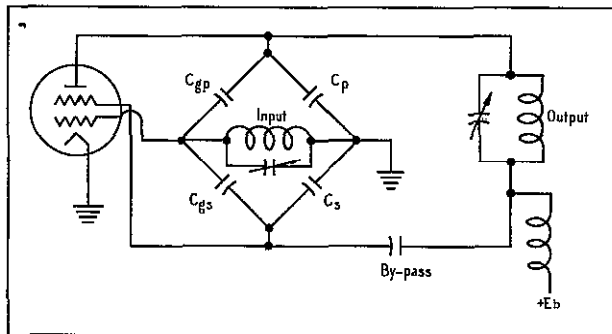 Cgp
Cp
Input
Output
Cgs
Cs
By-pass
+Eb